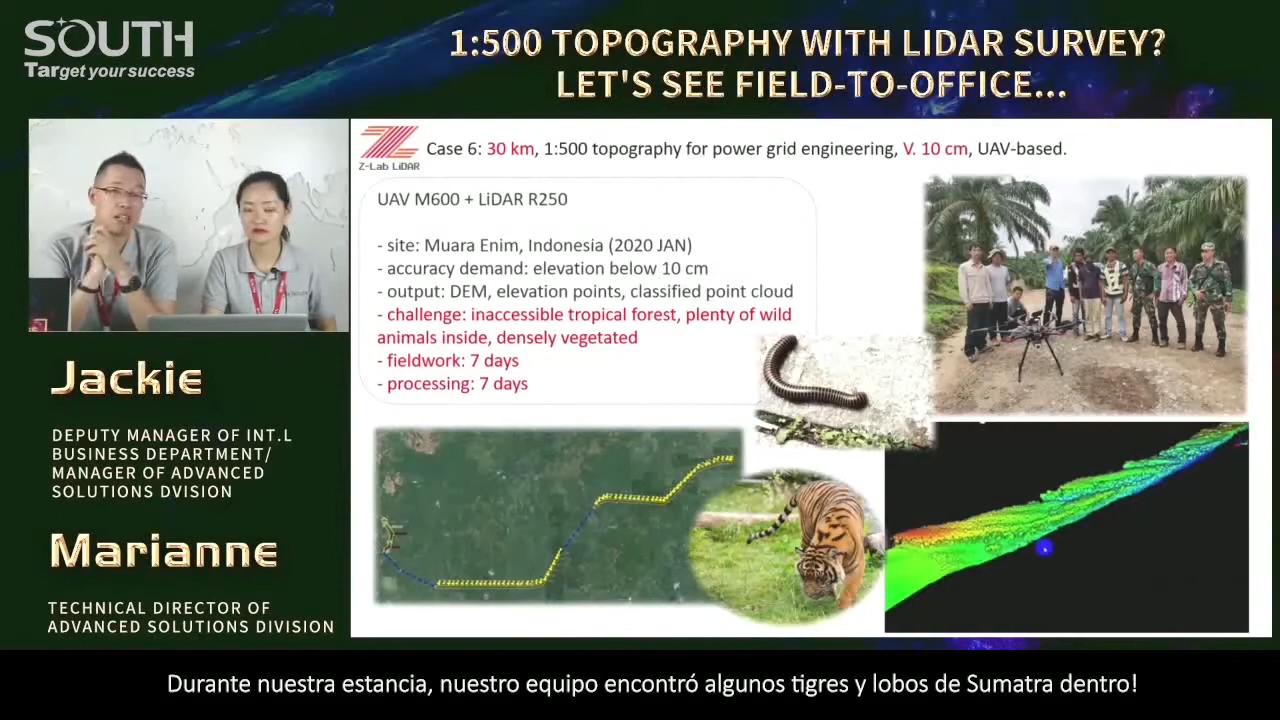 SOUTH
Target your success
1:500 TOPOGRAPHY WITH LIDAR SURVEY?
LET'S SEE FIELD-TO-OFFICE...
Z-Lab LiDAR
Case 6: 30 km, 1:500 topography for power grid engineering, V. 10 cm, UAV-based.
UAV M600 + LiDAR R250
- site: Muara Enim, Indonesia (2020 JAN)
- accuracy demand: elevation below 10 cm
- output: DEM, elevation points, classified point cloud
- challenge: inaccessible tropical forest, plenty of wild
animals inside, densely vegetated
- fieldwork: 7 days
- processing: 7 days
Jackie
DEPUTY MANAGER OF INT.L
BUSINESS DEPARTMENT/
MANAGER OF ADVANCED
SOLUTIONS DVISION
Marianne
TECHNICAL DIRECTOR OF
ADVANCED SOLUTIONS DIVISION
Durante nuestra estancia, nuestro equipo encontró algunos tigres y lobos de Sumatra dentro!